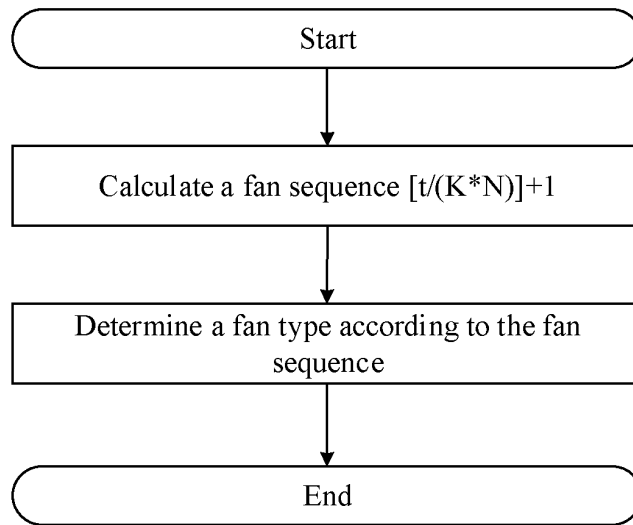 Start
Calculate a fan sequence [t/(K*N)]+1
Determine a fan type according to the fan
sequence
End